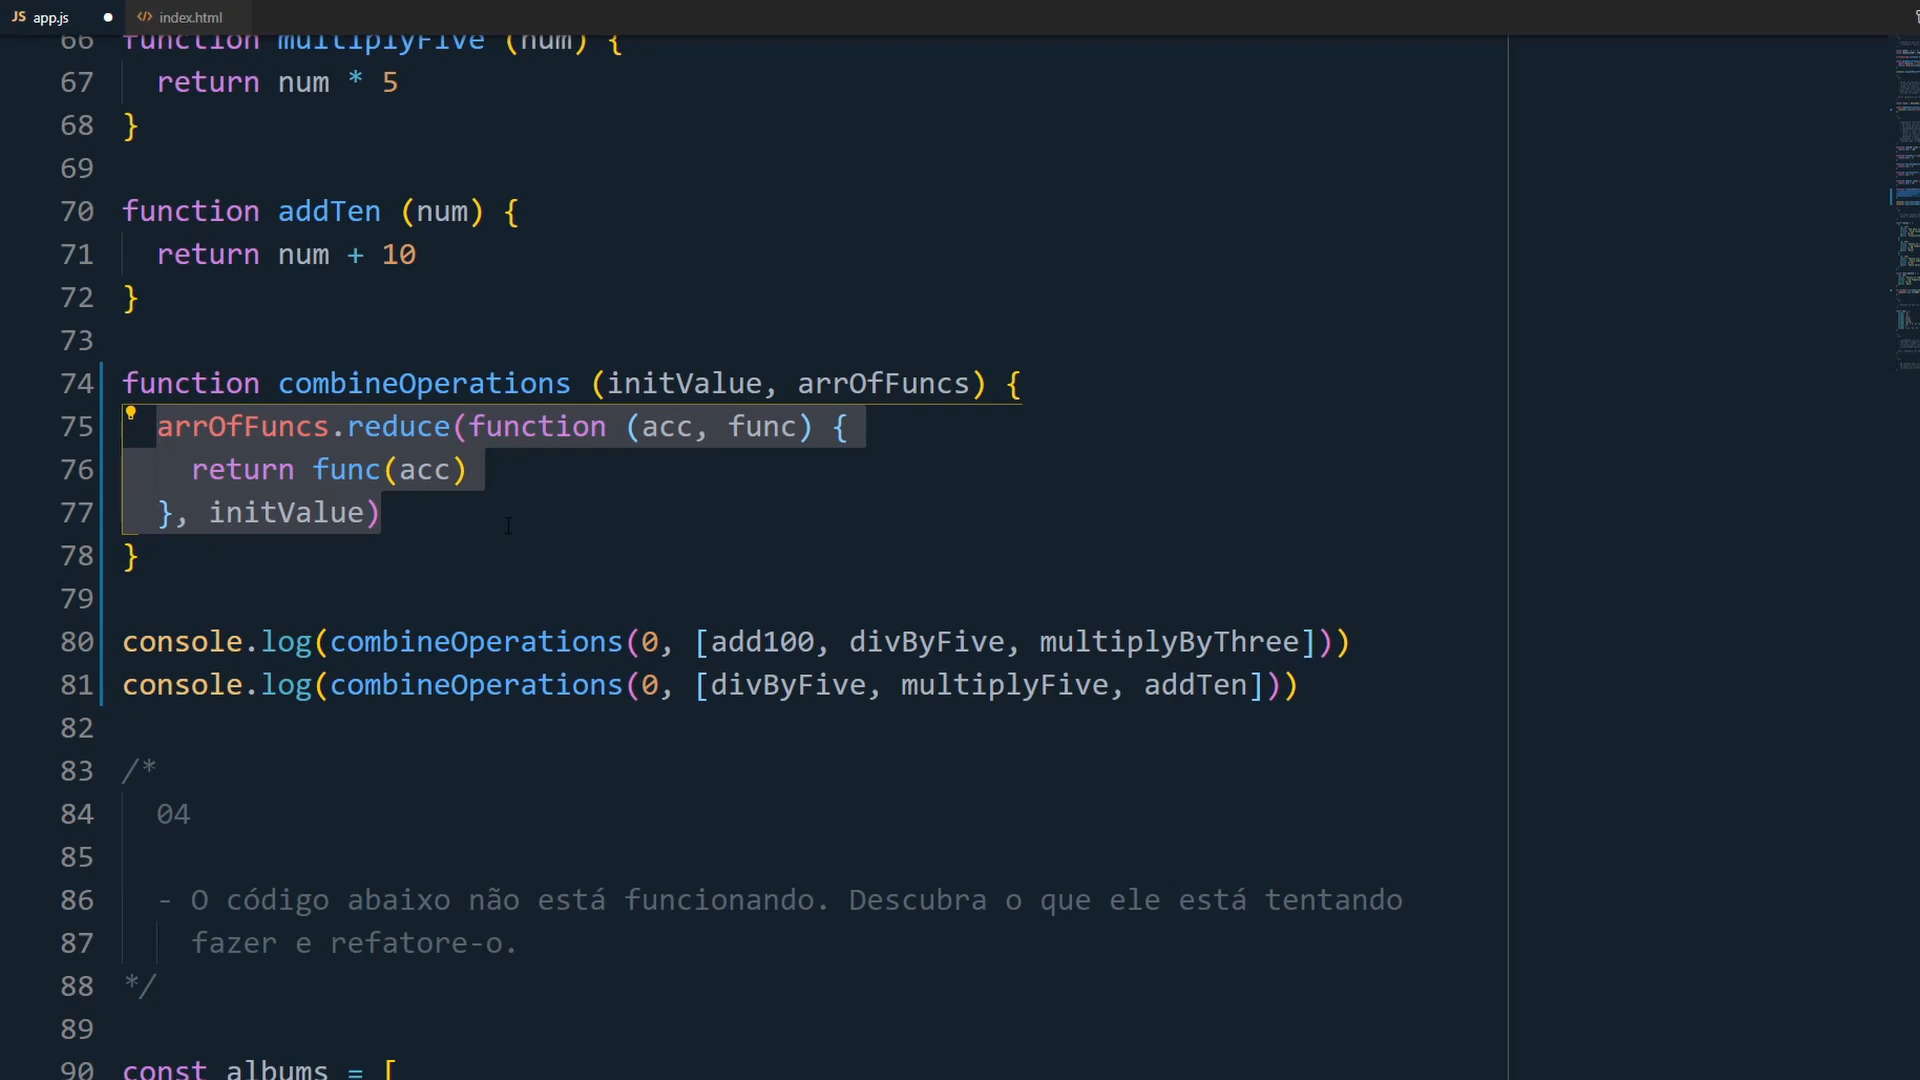 JS app.js ● <> index.html
66 function multiplyFive (num) {
67 return num * 5
68 }
69
70 function addTen (num) {
71 return num + 10
72 }
73
74 function combineOperations (initValue, arrOfFuncs) {
75 arrOfFuncs.reduce(function (acc, func) {
76 return func(acc)
77 }, initValue)
78 }
79
80 console.log(combineOperations(0, [add100, divByFive, multiplyByThree]))
81 console.log(combineOperations(0, [divByFive, multiplyFive, addTen]))
82
83 /*
84 04
85
86 - O código abaixo não está funcionando. Descubra o que ele está tentando
87 fazer e refatore-o.
88 */
89
90 const albums = [